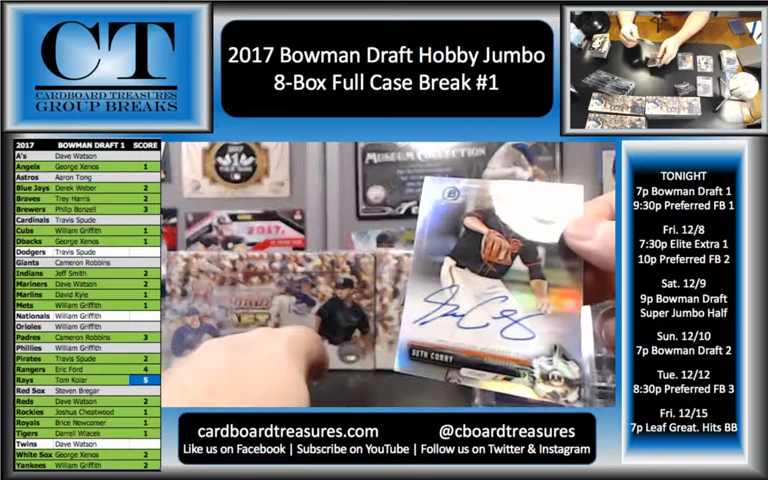 CT
CARDBOARD TREASURES
GROUP BREAKS
2017 Bowman Draft Hobby Jumbo
8-Box Full Case Break #1
2017 BOWMAN DRAFT 1 SCORE
A's Dave Watson
Angels George Xenos 1
Astros Aaron Tong
Blue Jays Derek Weber 2
Braves Trey Harris 2
Brewers Philip Bonzell 3
Cardinals Travis Spude
Cubs William Griffith 1
Dbacks George Xenos 1
Dodgers Travis Spude
Giants Cameron Robbins
Indians Jeff Smith 2
Mariners Dave Watson 2
Marlins David Kyle 1
Mets William Griffith 1
Nationals William Griffith
Orioles William Griffith
Padres Cameron Robbins 3
Phillies William Griffith
Pirates Travis Spude 2
Rangers Eric Ford 4
Rays Tom Kolar 5
Red Sox Steven Bregar
Reds Dave Watson 2
Rockies Joshua Cheatwood 1
Royals Brice Newcomer 1
Tigers Darrell Wiacek 1
Twins Dave Watson
White Sox George Xenos 2
Yankees William Griffith 2
MUSEUM COLLECTION
2017
SETH CORRY
TONIGHT
7p Bowman Draft 1
9:30p Preferred FB 1
Fri. 12/8
7:30p Elite Extra 1
10p Preferred FB 2
Sat. 12/9
9p Bowman Draft
Super Jumbo Half
Sun. 12/10
7p Bowman Draft 2
Tue. 12/12
8:30p Preferred FB 3
Fri. 12/15
7p Leaf Great. Hits BB
cardboardtreasures.com @cboardtreasures
Like us on Facebook | Subscribe on YouTube | Follow us on Twitter & Instagram